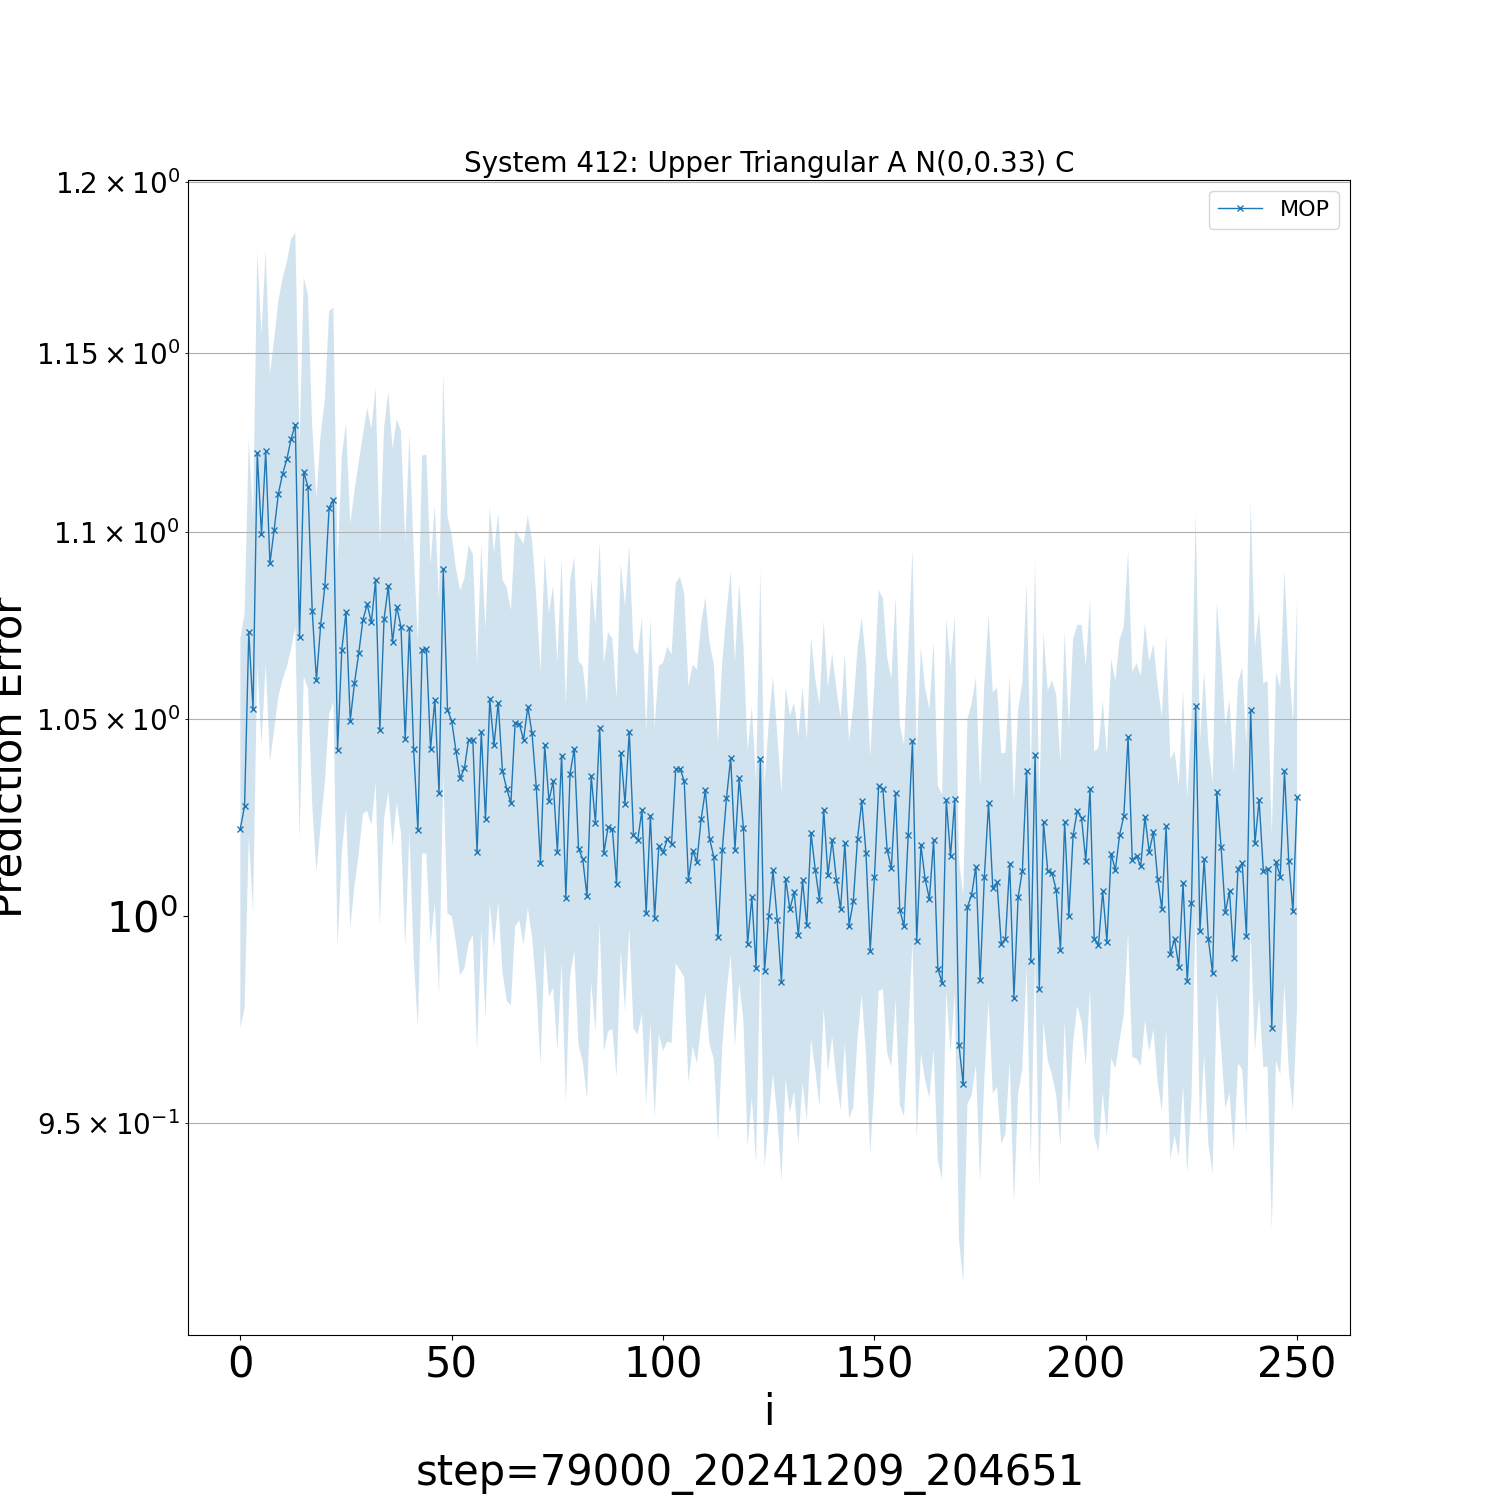 System 412: Upper Triangular A N(0,0.33) C
MOP
1.2 × 10⁰
1.15 × 10⁰
1.1 × 10⁰
1.05 × 10⁰
10⁰
9.5 × 10⁻¹
Prediction Error
0 50 100 150 200 250
i
step=79000_20241209_204651